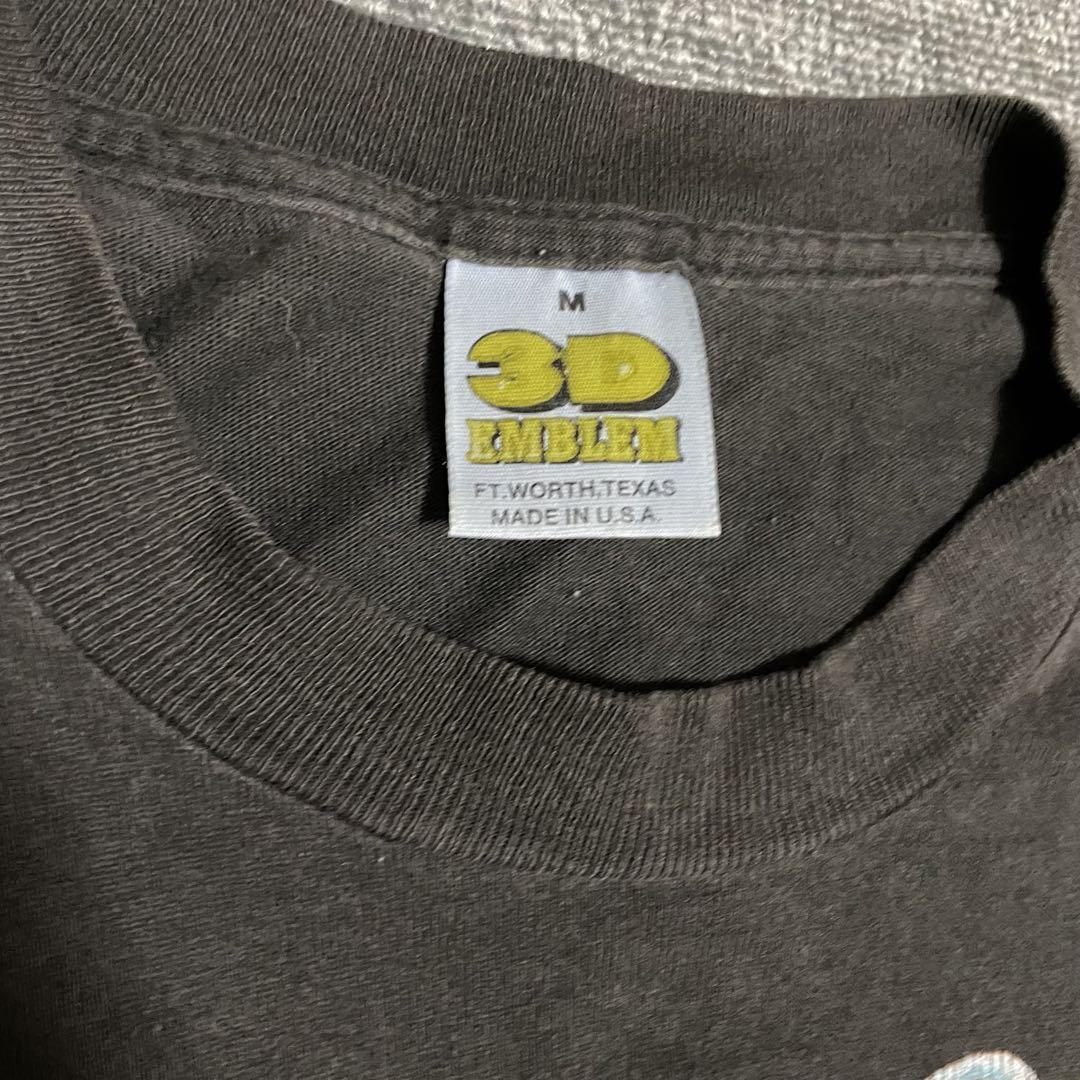 M
3D
EMBLEM
FT.WORTH,TEXAS
MADE IN U.S.A.